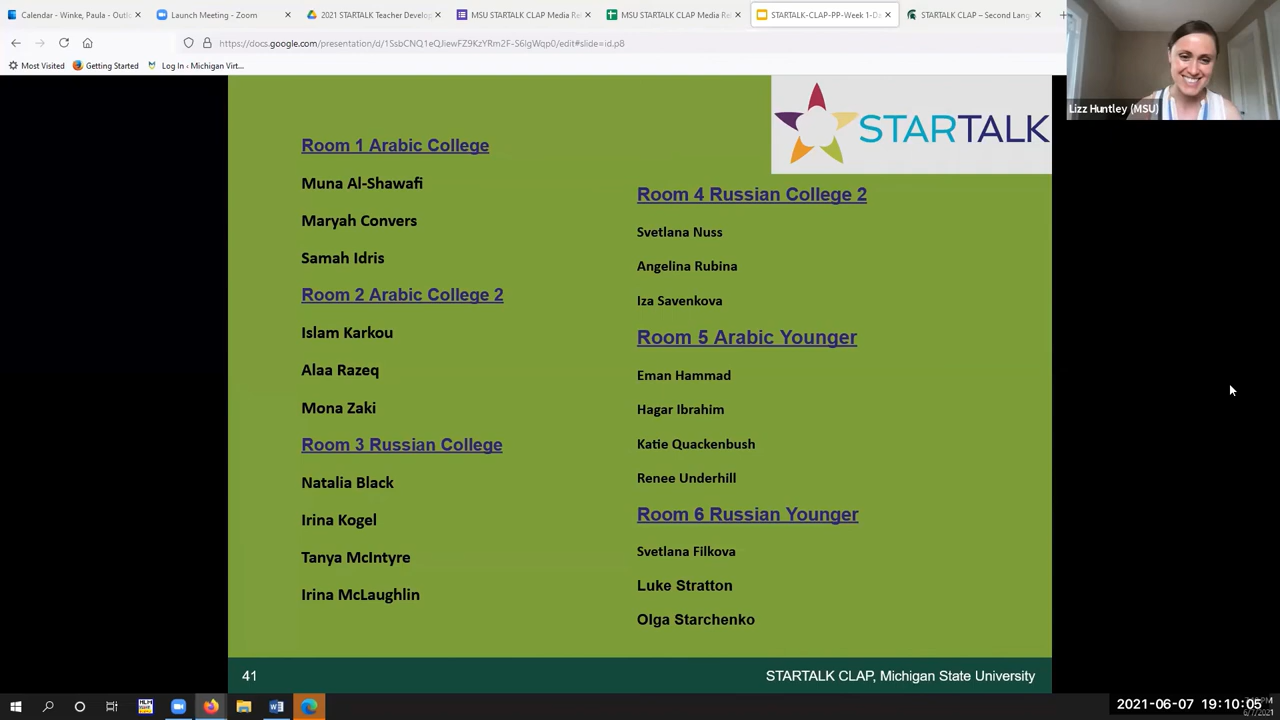 Calendar - Winke, Paula - Outl
Launch Meeting - Zoom
2021 STARTALK Teacher Develop
MSU STARTALK CLAP Media Re
MSU STARTALK CLAP Media Re
STARTALK-CLAP-PP-Week 1-D
STARTALK CLAP – Second Lang
Most Visited
Getting Started
Log In ‹ Michigan Virt...
Lizz Huntley (MSU)
STARTALK
Room 1 Arabic College
Muna Al-Shawafi
Maryah Convers
Samah Idris
Room 2 Arabic College 2
Islam Karkou
Alaa Razeq
Mona Zaki
Room 3 Russian College
Natalia Black
Irina Kogel
Tanya McIntyre
Irina McLaughlin
Room 4 Russian College 2
Svetlana Nuss
Angelina Rubina
Iza Savenkova
Room 5 Arabic Younger
Eman Hammad
Hagar Ibrahim
Katie Quackenbush
Renee Underhill
Room 6 Russian Younger
Svetlana Filkova
Luke Stratton
Olga Starchenko
41
STARTALK CLAP, Michigan State University
2021-06-07 19:10:05